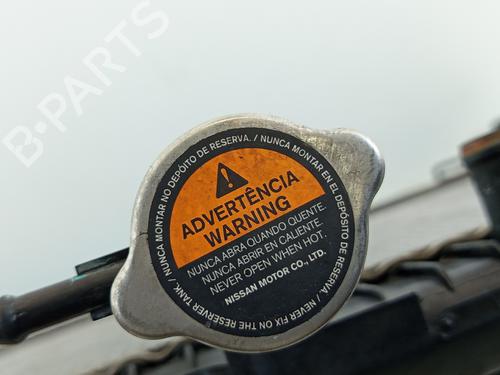 B-PARTS
NUNCA MONTAR NO DEPÓSITO DE RESERVA. / NUNCA MONTAR EN EL DEPÓSITO DE RESERVA. / NEVER FIX ON THE RESERVER TANK. /
ADVERTÊNCIA
WARNING
NUNCA ABRA QUANDO QUENTE.
NUNCA ABRIR EN CALIENTE.
NEVER OPEN WHEN HOT.
NISSAN MOTOR CO., LTD.